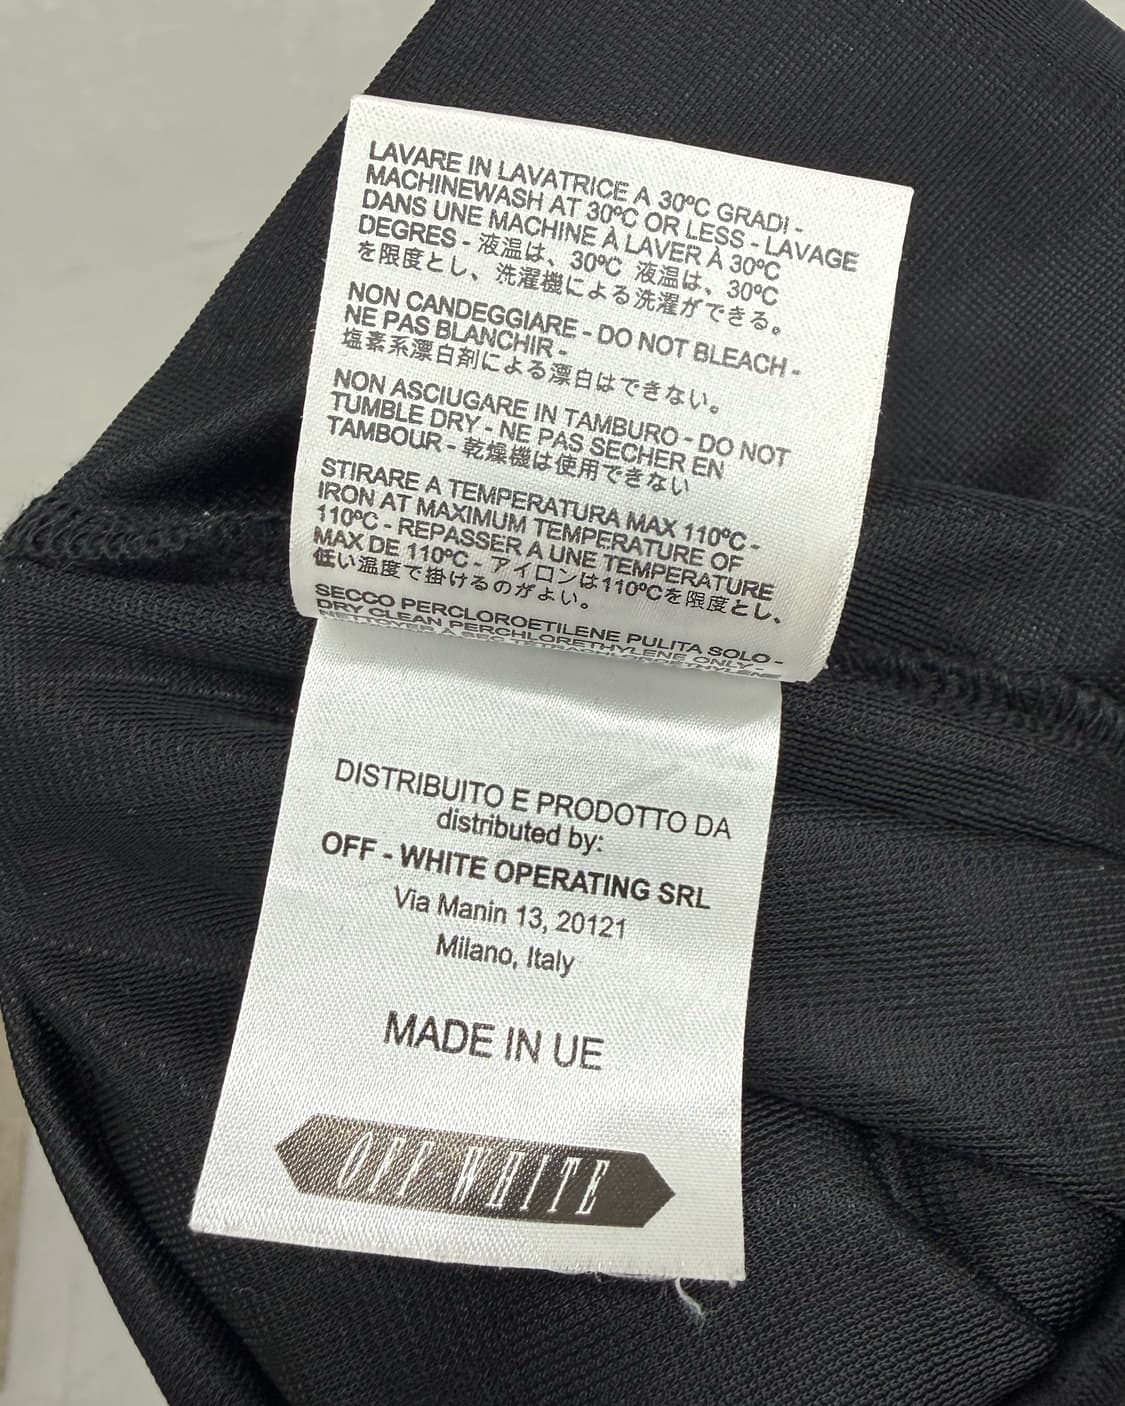 LAVARE IN LAVATRICE A 30ºC GRADI -
MACHINEWASH AT 30ºC OR LESS - LAVAGE
DANS UNE MACHINE À LAVER À 30ºC
DEGRES - 液温は、30ºC 液温は、30ºC
を限度とし、洗濯機による洗濯ができる。
NON CANDEGGIARE - DO NOT BLEACH -
NE PAS BLANCHIR -
塩素系漂白剤による漂白はできない。
NON ASCIUGARE IN TAMBURO - DO NOT
TUMBLE DRY - NE PAS SECHER EN
TAMBOUR - 乾燥機は使用できない
STIRARE A TEMPERATURA MAX 110ºC -
IRON AT MAXIMUM TEMPERATURE OF
110ºC - REPASSER A UNE TEMPERATURE
MAX DE 110ºC - アイロンは110ºCを限度とし、
低い温度で掛けるのがよい。
SECCO PERCLOROETILENE PULITA SOLO -
DRY CLEAN PERCHLORETHYLENE ONLY -
NETTOYER À SEC
DISTRIBUITO E PRODOTTO DA
distributed by:
OFF - WHITE OPERATING SRL
Via Manin 13, 20121
Milano, Italy
MADE IN UE
OFF WHITE